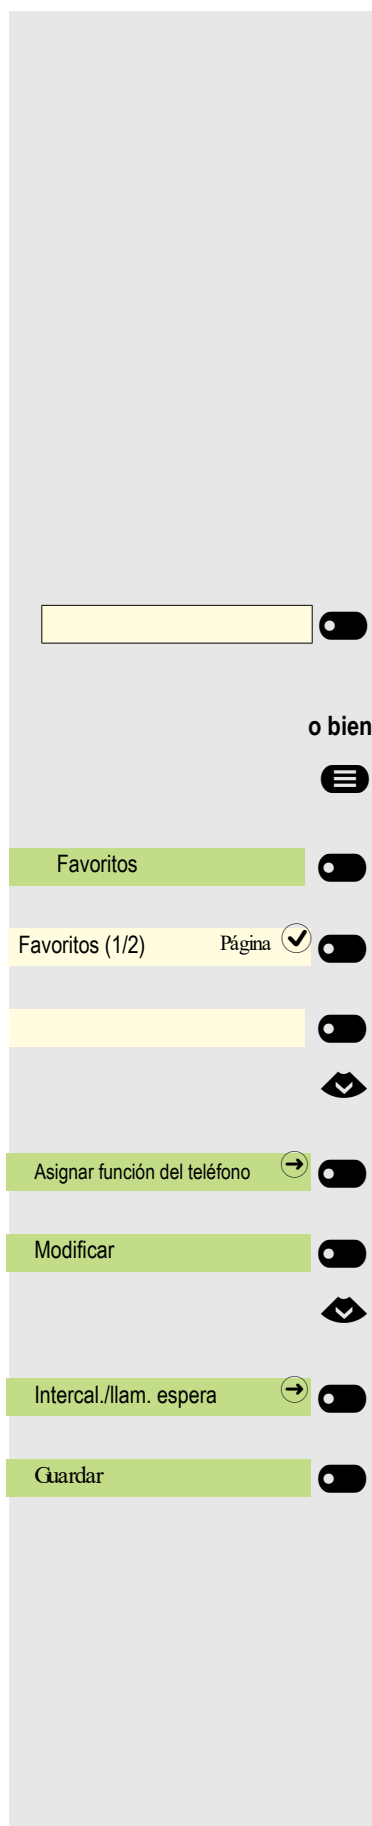 o bien
Favoritos
Favoritos (1/2) Página
Asignar función del teléfono
Modificar
Intercal./llam. espera
Guardar